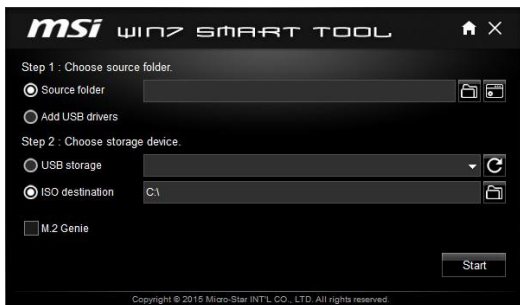 msi WIN7 SMART TOOL
Step 1 : Choose source folder.
Source folder
Add USB drivers
Step 2 : Choose storage device.
USB storage
ISO destination C:\
M.2 Genie
Start
Copyright © 2015 Micro-Star INT'L CO., LTD. All rights reserved.